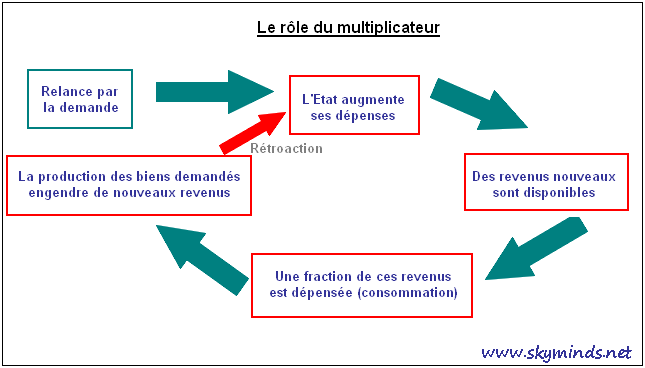 Le rôle du multiplicateur
Relance par
la demande
L'Etat augmente
ses dépenses
Rétroaction
La production des biens demandés
engendre de nouveaux revenus
Des revenus nouveaux
sont disponibles
Une fraction de ces revenus
est dépensée (consommation)
www.skyminds.net